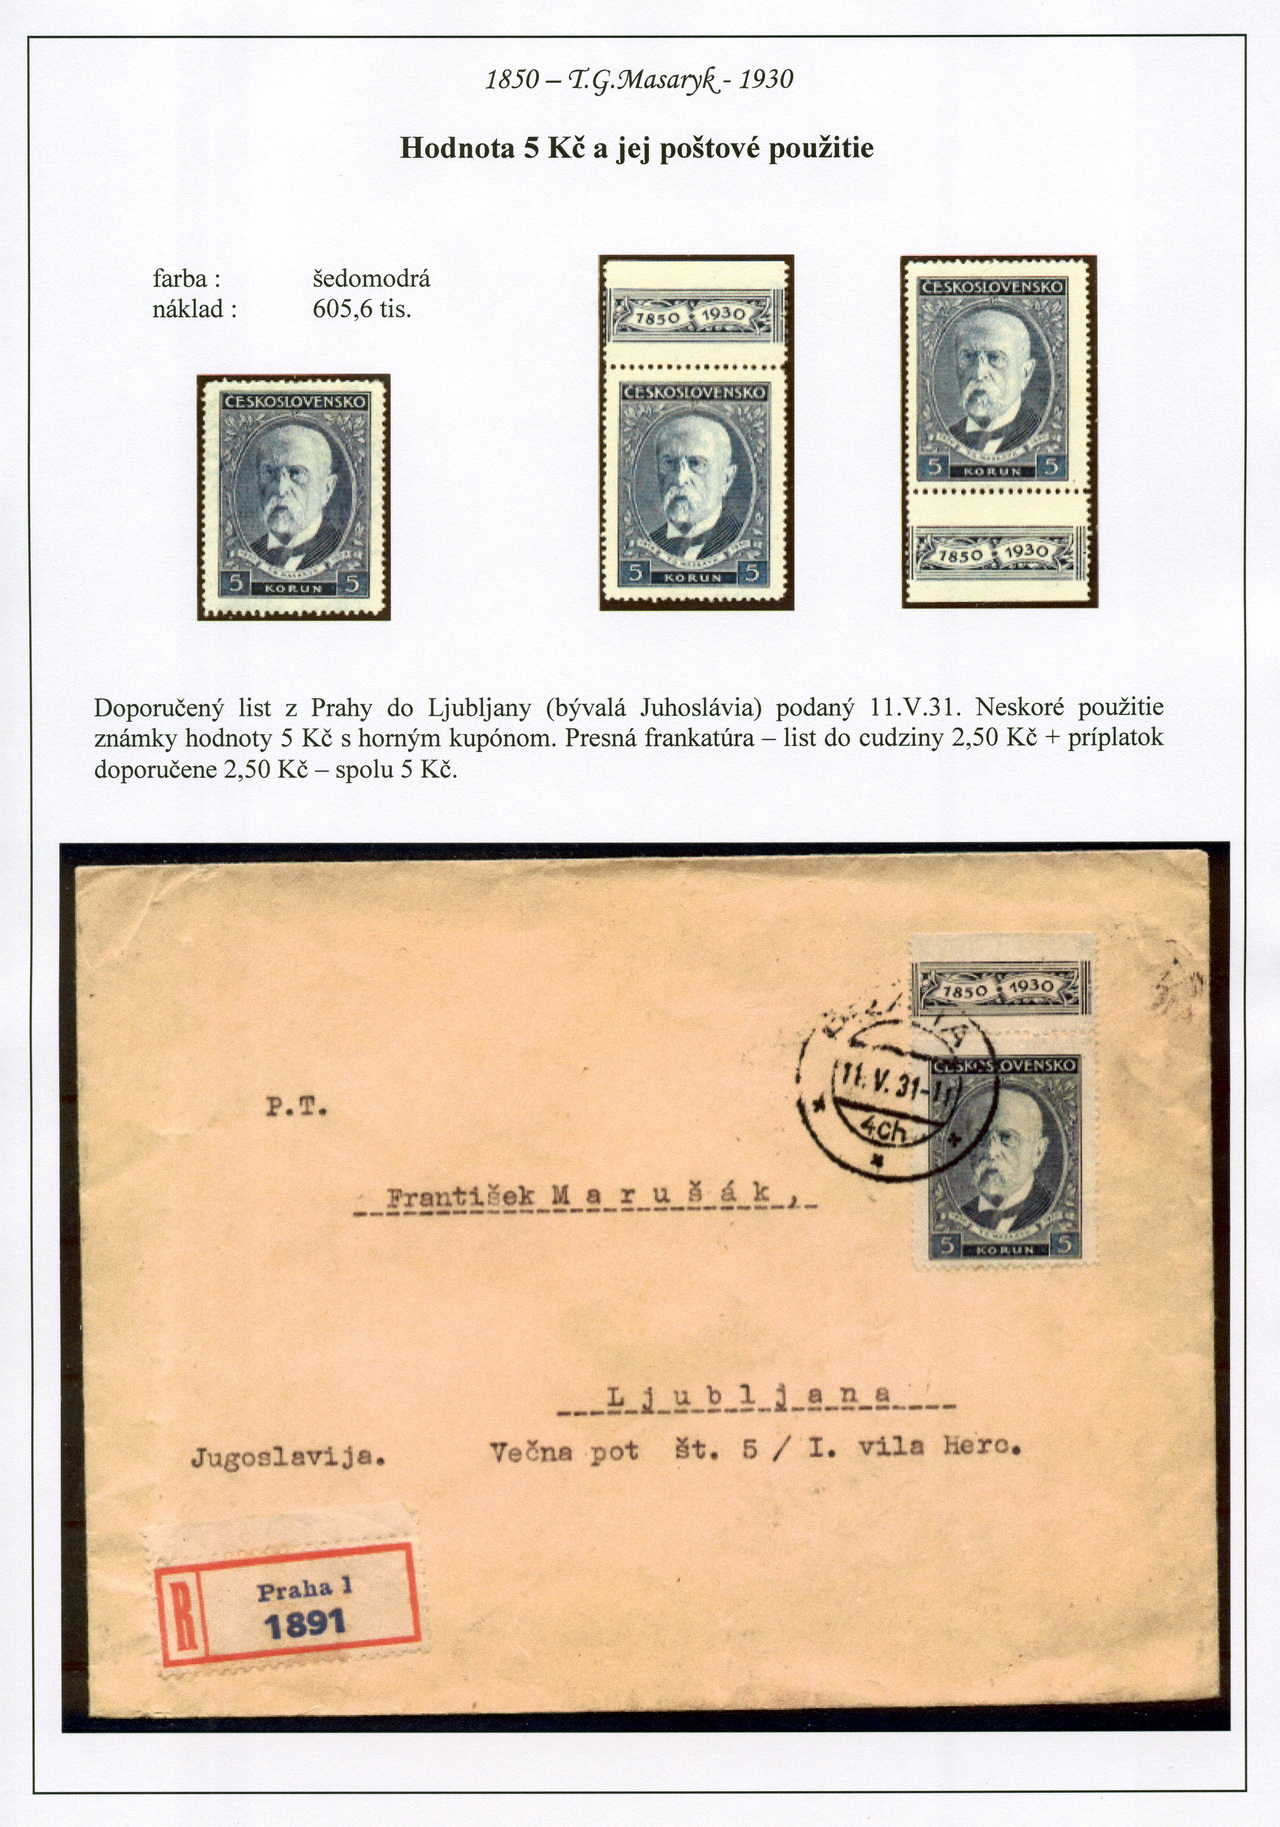 1850 – T.G.Masaryk - 1930
Hodnota 5 Kč a jej poštové použitie
farba : šedomodrá
náklad : 605,6 tis.
ČESKOSLOVENSKO
5 KORUN 5
1850 1930
ČESKOSLOVENSKO
5 KORUN 5
ČESKOSLOVENSKO
5 KORUN 5
1850 1930
Doporučený list z Prahy do Ljubljany (bývalá Juhoslávia) podaný 11.V.31. Neskoré použitie
známky hodnoty 5 Kč s horným kupónom. Presná frankatúra – list do cudziny 2,50 Kč + príplatok
doporučene 2,50 Kč – spolu 5 Kč.
1850 1930
11.V.31-11
4ch
ČESKOSLOVENSKO
5 KORUN 5
P.T.
František Marušák,
Ljubljana
Jugoslavija. Večna pot št. 5 / I. vila Herc.
R Praha 1
1891